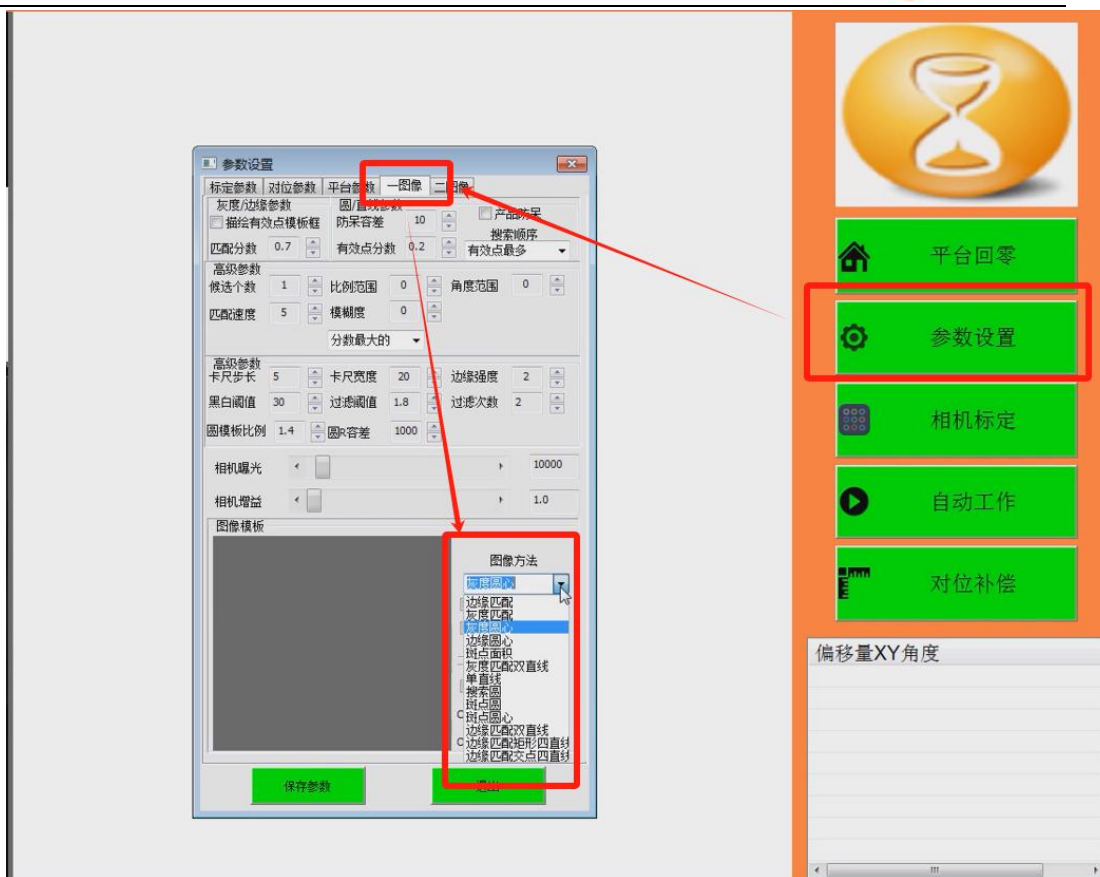 参数设置
标定参数 对位参数 平台参数 一图像 二图像
灰度/边缘参数
描绘有效点模板框
匹配分数 0.7
圆/直线参数
防呆容差 10
有效点分数 0.2
产品防呆
搜索顺序
有效点最多
高级参数
候选个数 1 比例范围 0 角度范围 0
匹配速度 5 模糊度 0
分数最大的
高级参数
卡尺步长 5 卡尺宽度 20 边缘强度 2
黑白阈值 30 过滤阈值 1.8 过滤次数 2
圆模板比例 1.4 圆R容差 1000
相机曝光 10000
相机增益 1.0
图像模板
图像方法
灰度圆心
边缘匹配
灰度匹配
灰度圆心
边缘圆心
斑点面积
灰度匹配双直线
单直线
搜索圆
斑点圆
斑点圆心
边缘匹配双直线
边缘匹配矩形四直线
边缘匹配交点四直线
保存参数
退出
平台回零
参数设置
相机标定
自动工作
对位补偿
偏移量XY角度